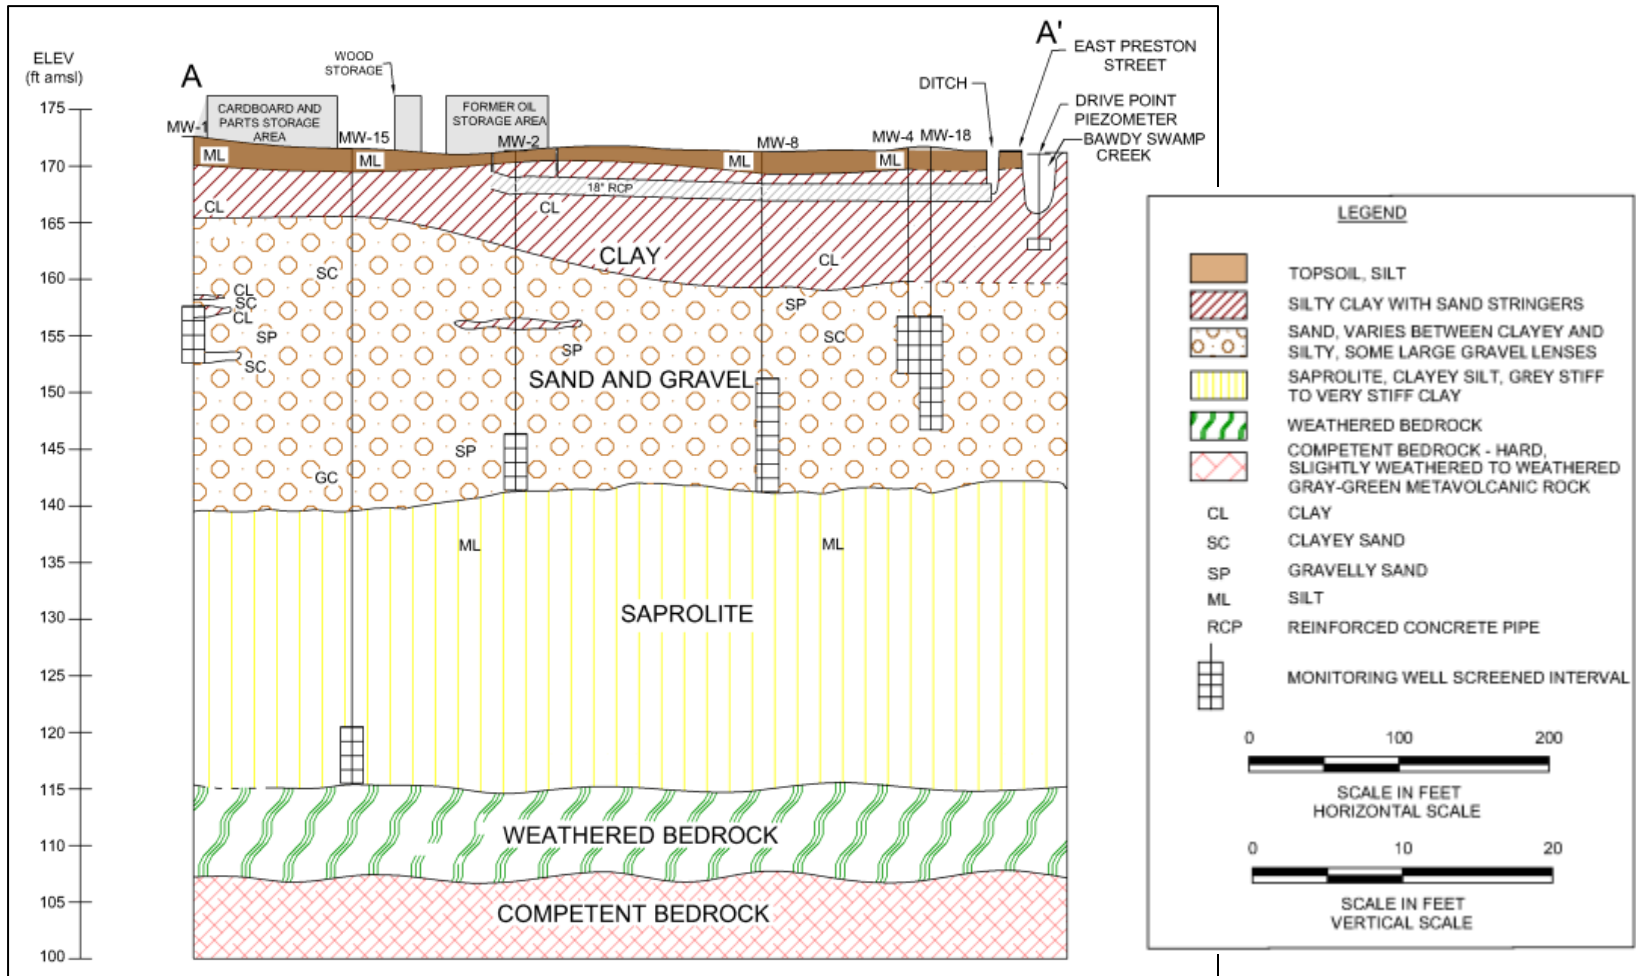 ELEV
(ft amsl)
175
170
165
160
155
150
145
140
135
130
125
120
115
110
105
100
A
A'
WOOD
STORAGE
CARDBOARD AND
PARTS STORAGE
AREA
FORMER OIL
STORAGE AREA
DITCH
EAST PRESTON
STREET
DRIVE POINT
PIEZOMETER
BAWDY SWAMP
CREEK
MW-1
MW-15
MW-2
MW-8
MW-4
MW-18
ML
ML
ML
ML
18" RCP
CL
CL
CLAY
CL
SC
CL
SC
CL
SP
SC
SP
SP
SC
SAND AND GRAVEL
SP
GC
ML
ML
SAPROLITE
WEATHERED BEDROCK
COMPETENT BEDROCK
LEGEND
TOPSOIL, SILT
SILTY CLAY WITH SAND STRINGERS
SAND, VARIES BETWEEN CLAYEY AND
SILTY, SOME LARGE GRAVEL LENSES
SAPROLITE, CLAYEY SILT, GREY STIFF
TO VERY STIFF CLAY
WEATHERED BEDROCK
COMPETENT BEDROCK - HARD,
SLIGHTLY WEATHERED TO WEATHERED
GRAY-GREEN METAVOLCANIC ROCK
CL CLAY
SC CLAYEY SAND
SP GRAVELLY SAND
ML SILT
RCP REINFORCED CONCRETE PIPE
MONITORING WELL SCREENED INTERVAL
0 100 200
SCALE IN FEET
HORIZONTAL SCALE
0 10 20
SCALE IN FEET
VERTICAL SCALE